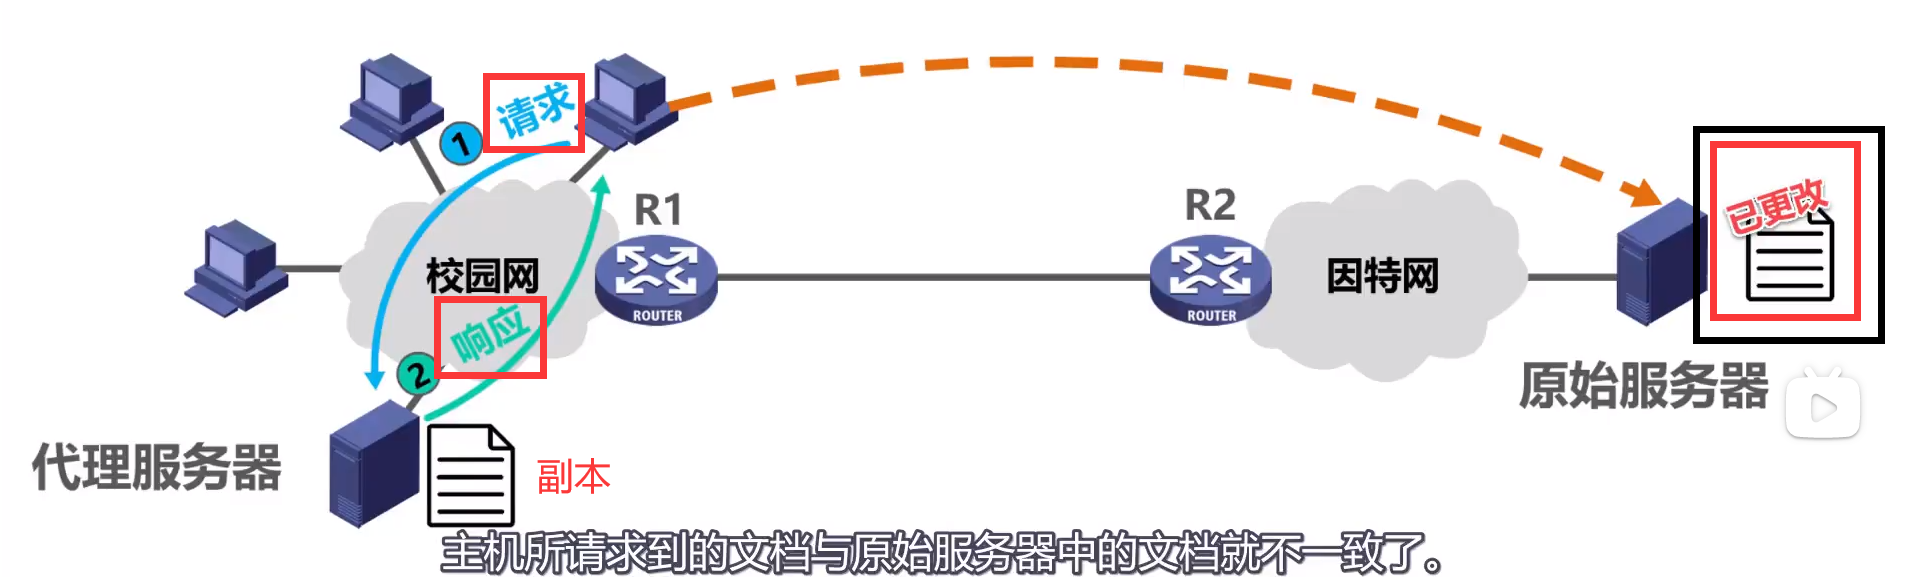 请求
1
R1
R2
已更改
校园网
ROUTER
ROUTER
因特网
响应
2
原始服务器
代理服务器
副本
主机所请求到的文档与原始服务器中的文档就不一致了。